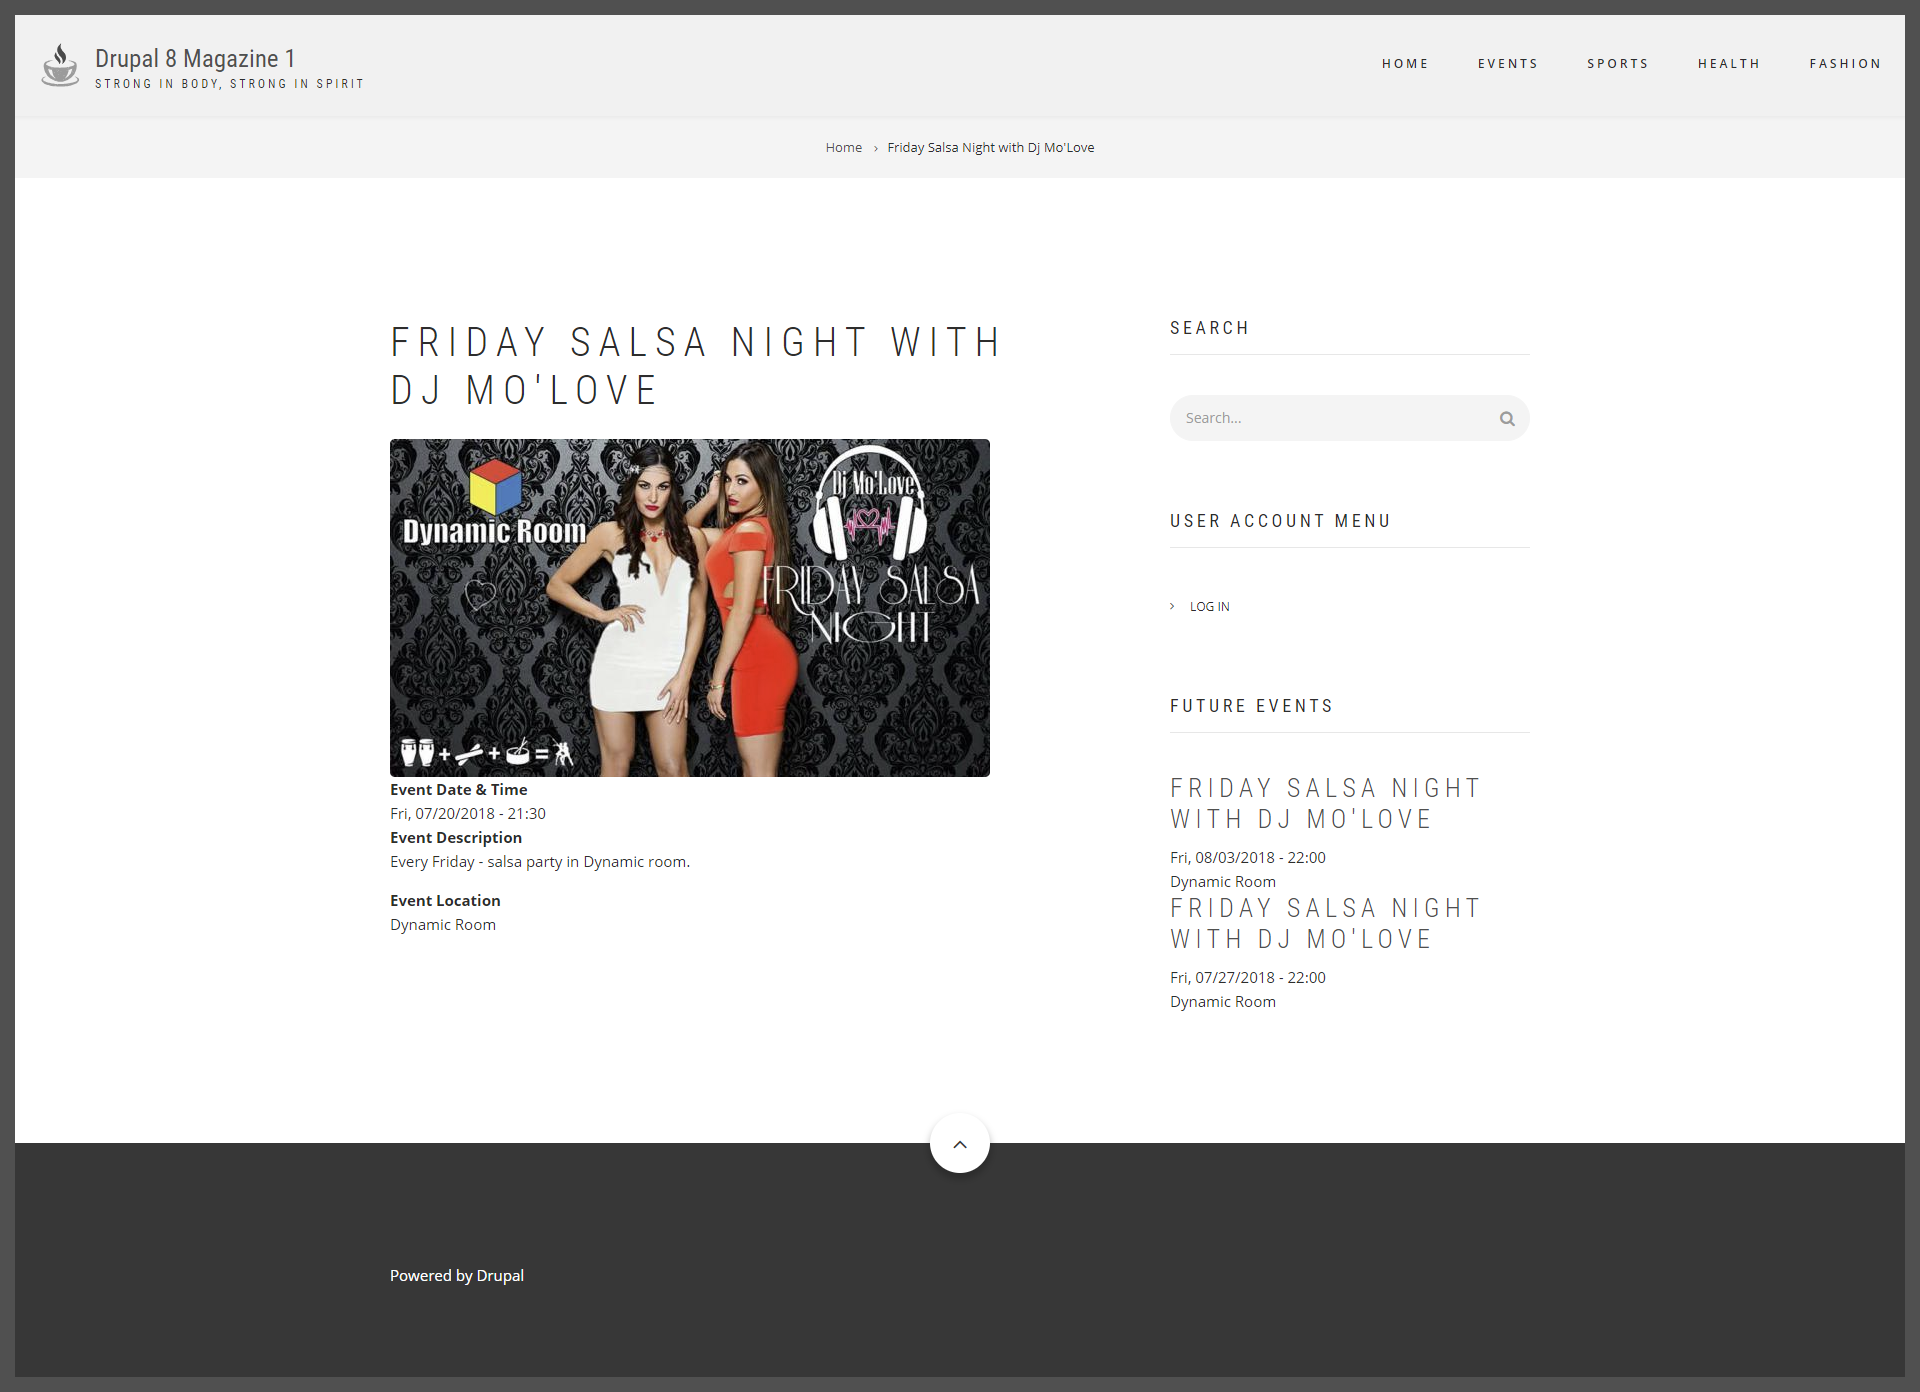 Drupal 8 Magazine 1
STRONG IN BODY, STRONG IN SPIRIT
HOME EVENTS SPORTS HEALTH FASHION
Home › Friday Salsa Night with Dj Mo'Love
FRIDAY SALSA NIGHT WITH
DJ MO'LOVE
Dynamic Room
Dj Mo'Love
FRIDAY SALSA
NIGHT
+ + =
Event Date & Time
Fri, 07/20/2018 - 21:30
Event Description
Every Friday - salsa party in Dynamic room.
Event Location
Dynamic Room
SEARCH
Search...
USER ACCOUNT MENU
LOG IN
FUTURE EVENTS
FRIDAY SALSA NIGHT
WITH DJ MO'LOVE
Fri, 08/03/2018 - 22:00
Dynamic Room
FRIDAY SALSA NIGHT
WITH DJ MO'LOVE
Fri, 07/27/2018 - 22:00
Dynamic Room
Powered by Drupal